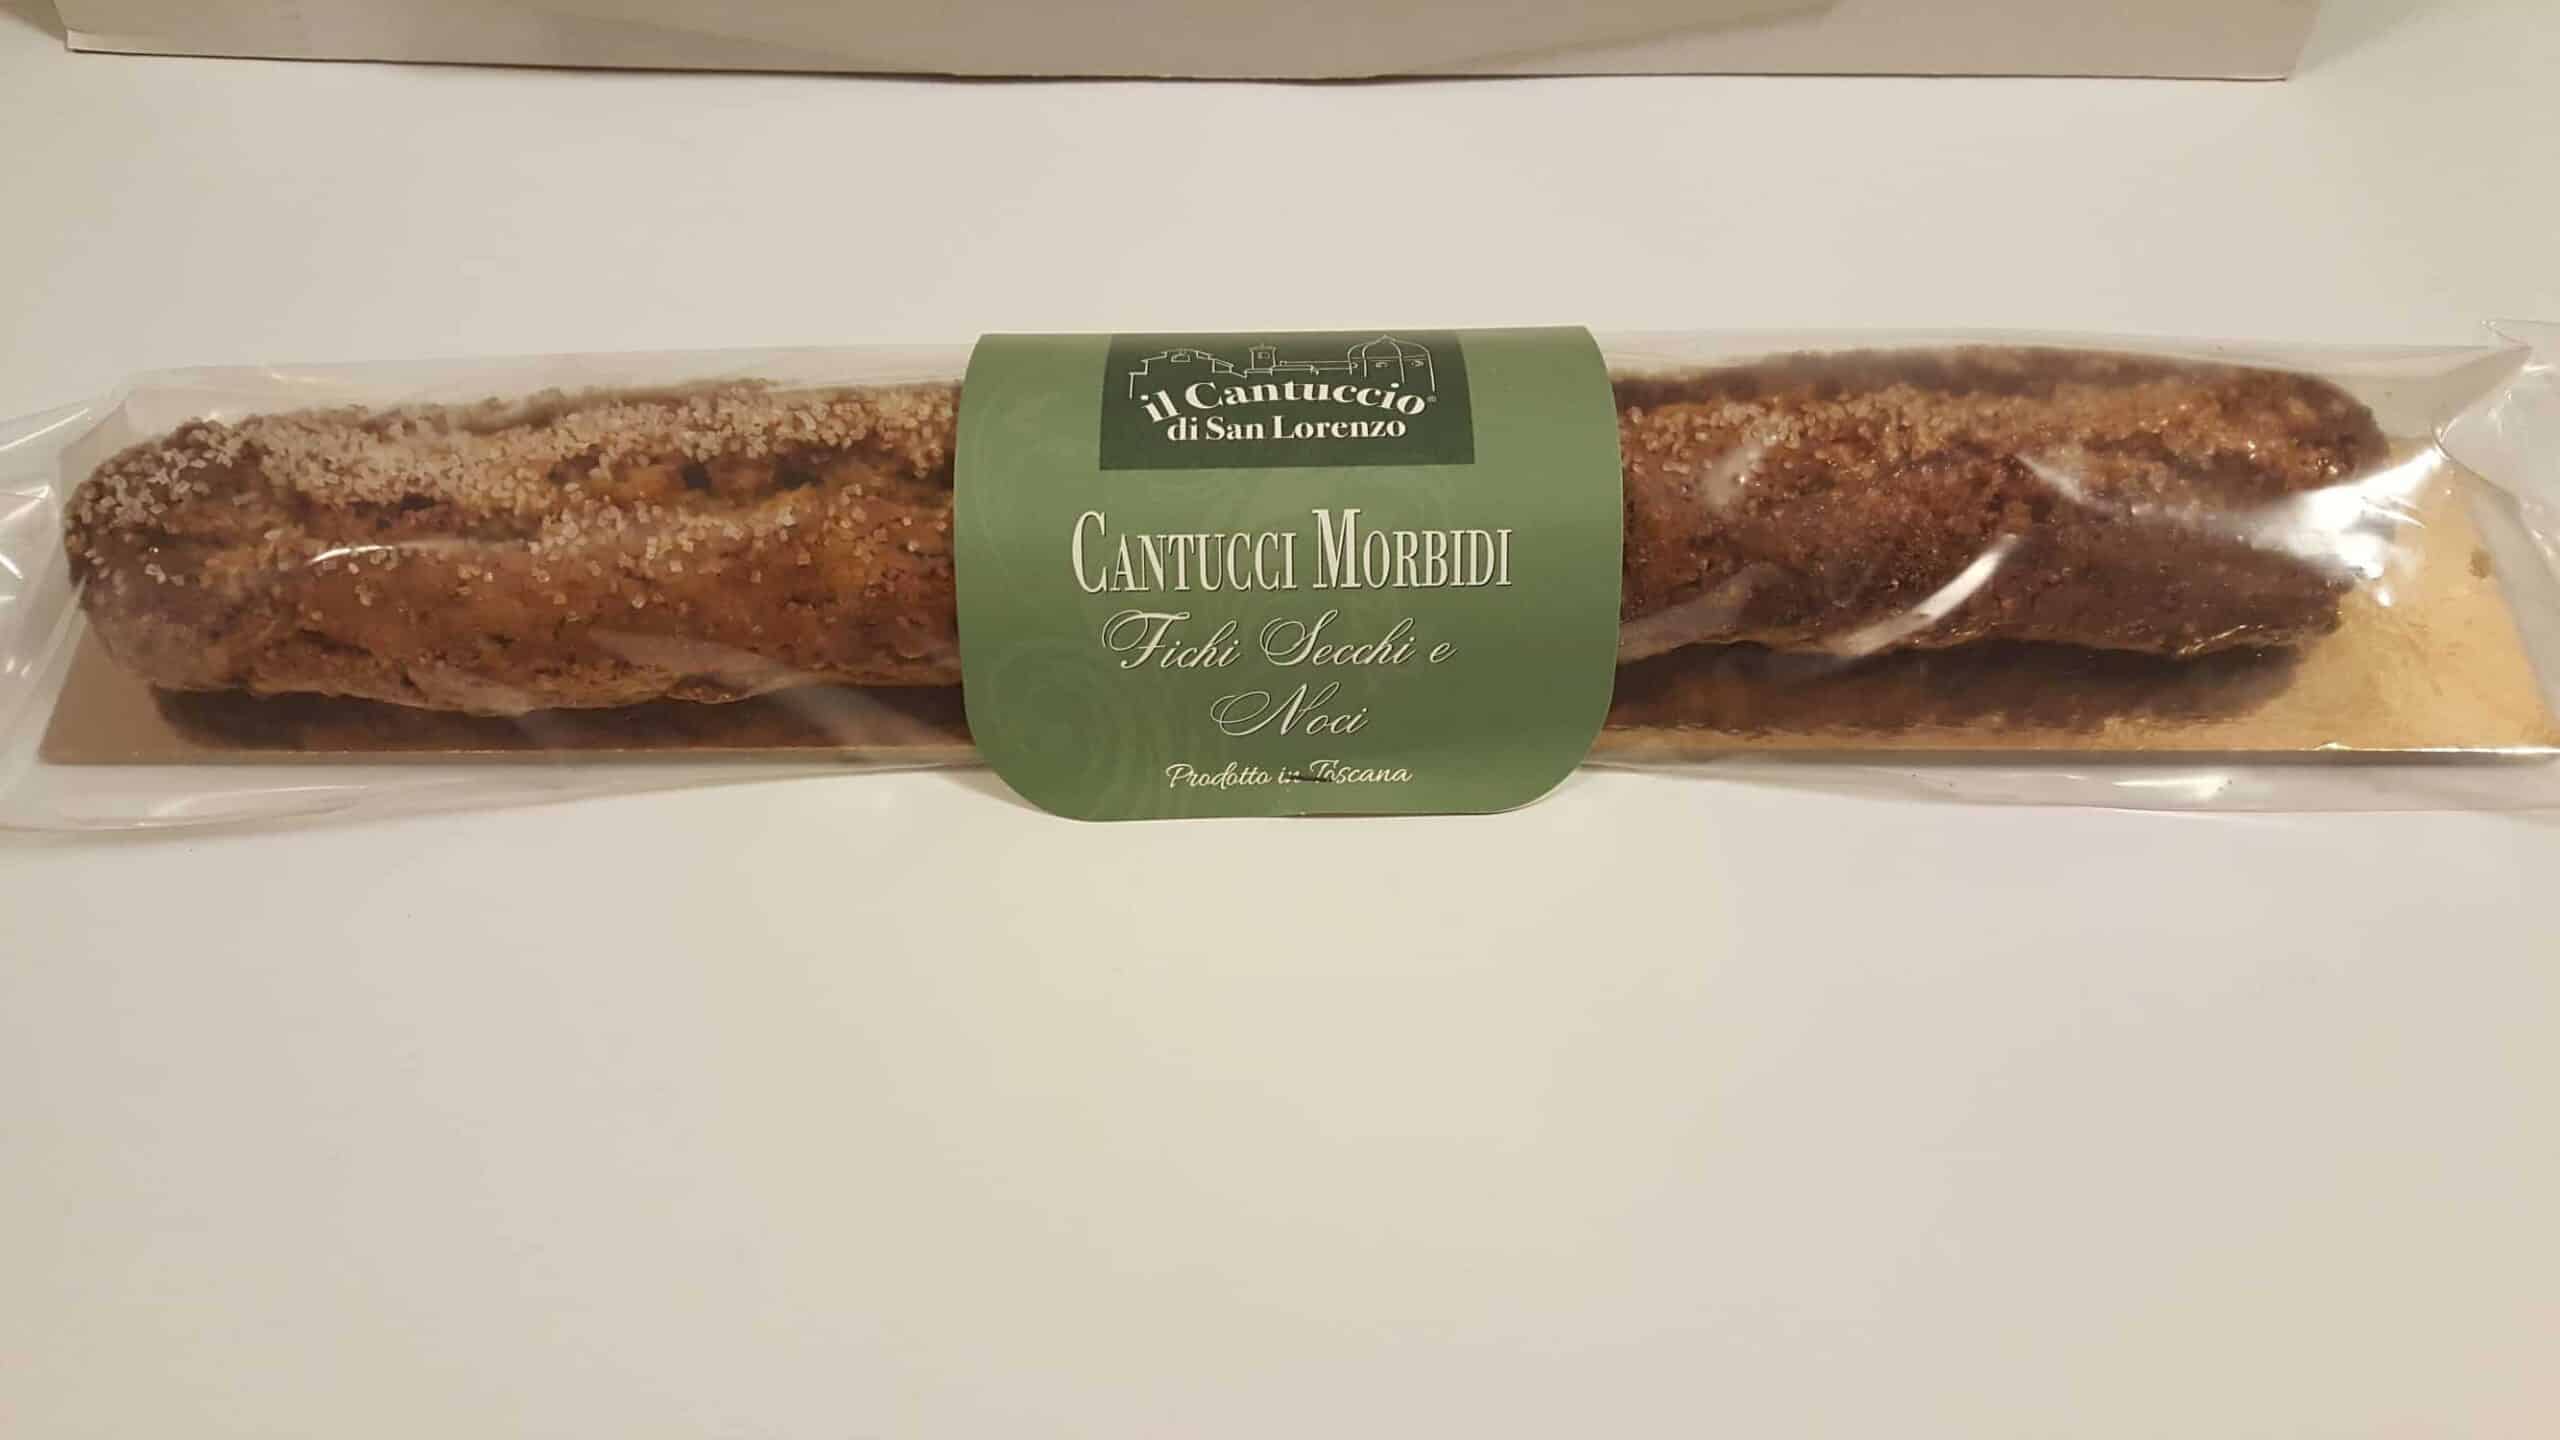 il Cantuccio®
di San Lorenzo
CANTUCCI MORBIDI
Fichi Secchi e
Noci
Prodotto in Toscana